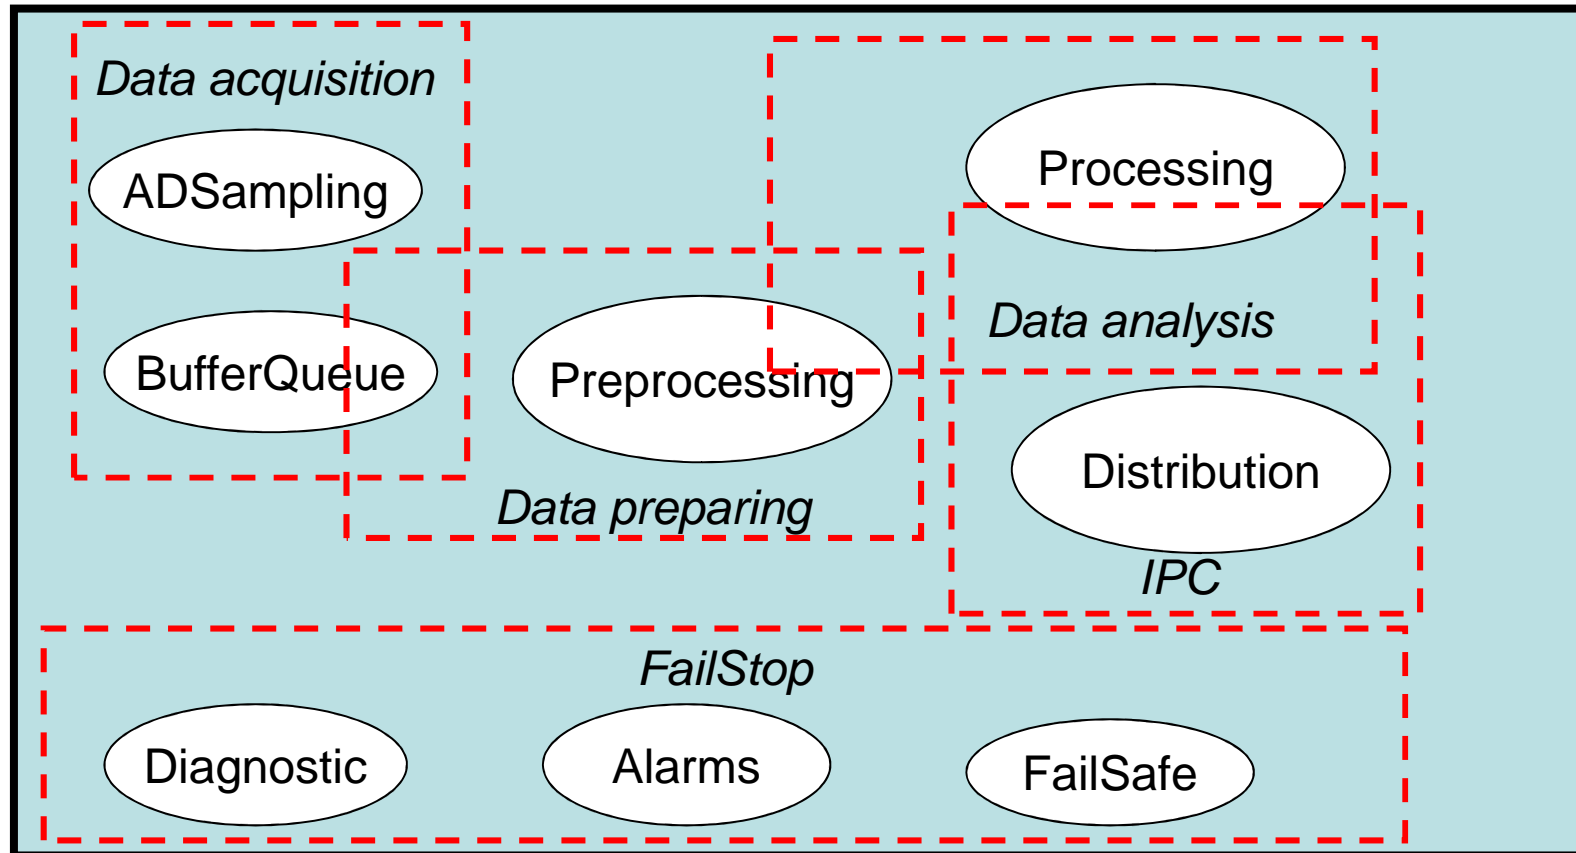 Data acquisition
ADSampling
BufferQueue
Preprocessing
Data preparing
Processing
Data analysis
Distribution
IPC
FailStop
Diagnostic
Alarms
FailSafe